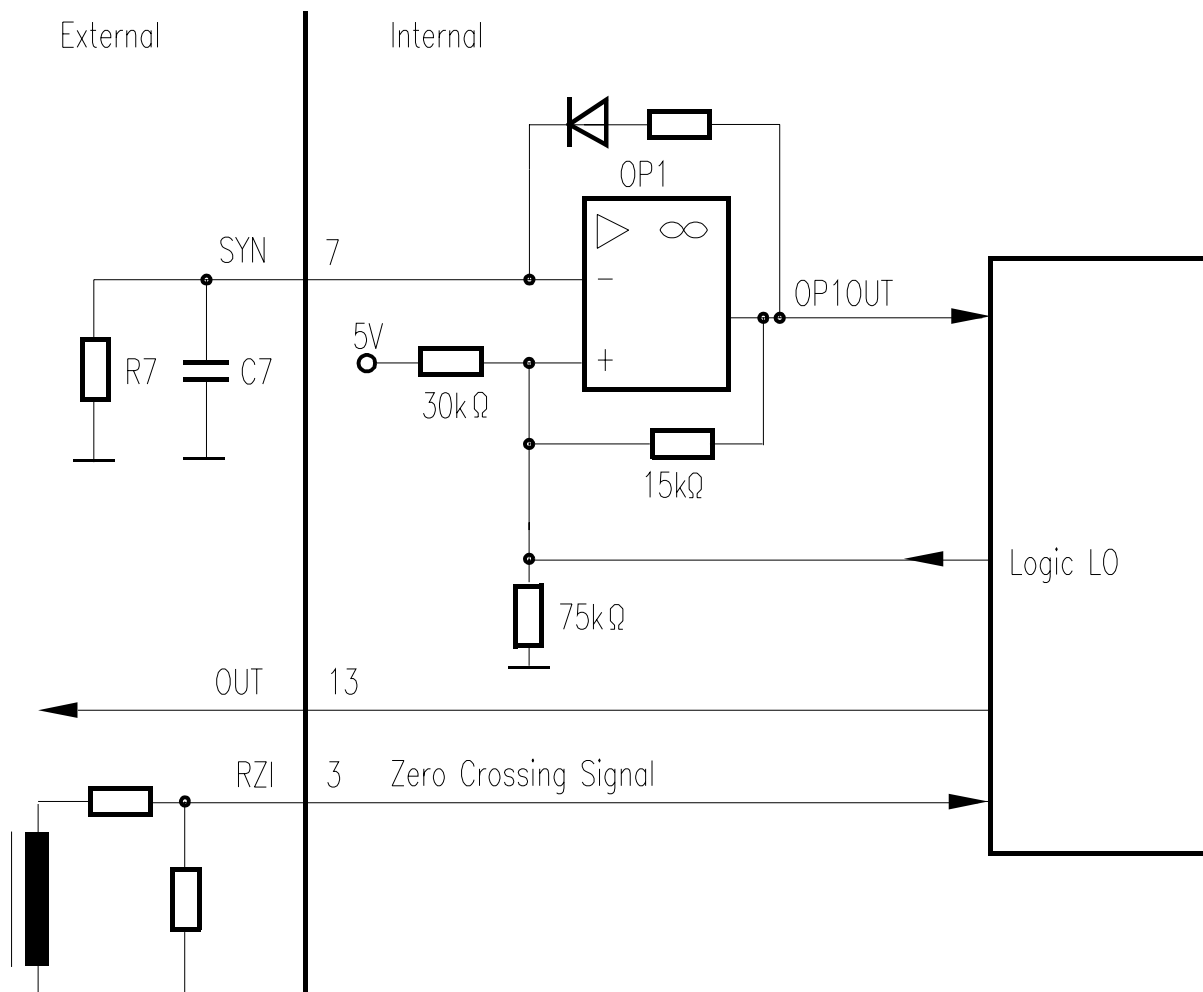 External
Internal
OP1
SYN
7
OP1OUT
5V
R7
C7
30kΩ
15kΩ
Logic LO
75kΩ
OUT
13
RZI
3
Zero Crossing Signal